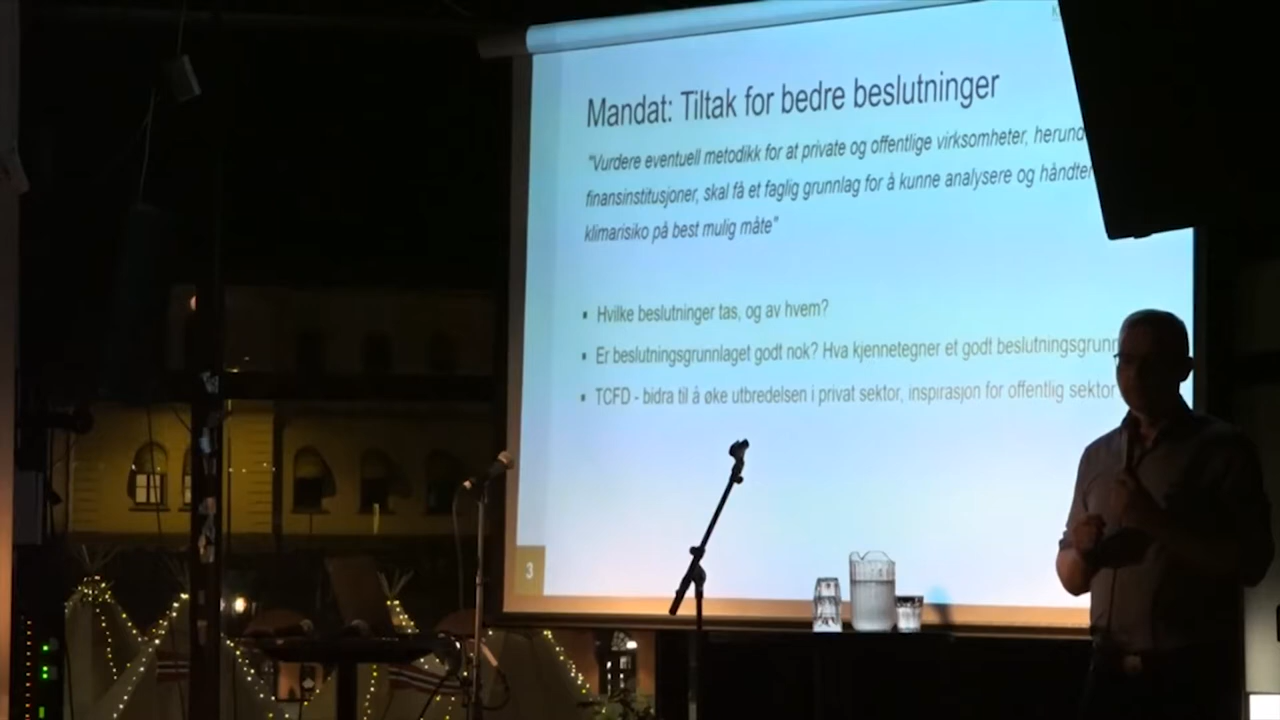 Mandat: Tiltak for bedre beslutninger
"Vurdere eventuell metodikk for at private og offentlige virksomheter, herund
finansinstitusjoner, skal få et faglig grunnlag for å kunne analysere og håndter
klimarisiko på best mulig måte"
▪ Hvilke beslutninger tas, og av hvem?
▪ Er beslutningsgrunnlaget godt nok? Hva kjennetegner et godt beslutningsgrunn
▪ TCFD - bidra til å øke utbredelsen i privat sektor, inspirasjon for offentlig sektor
3